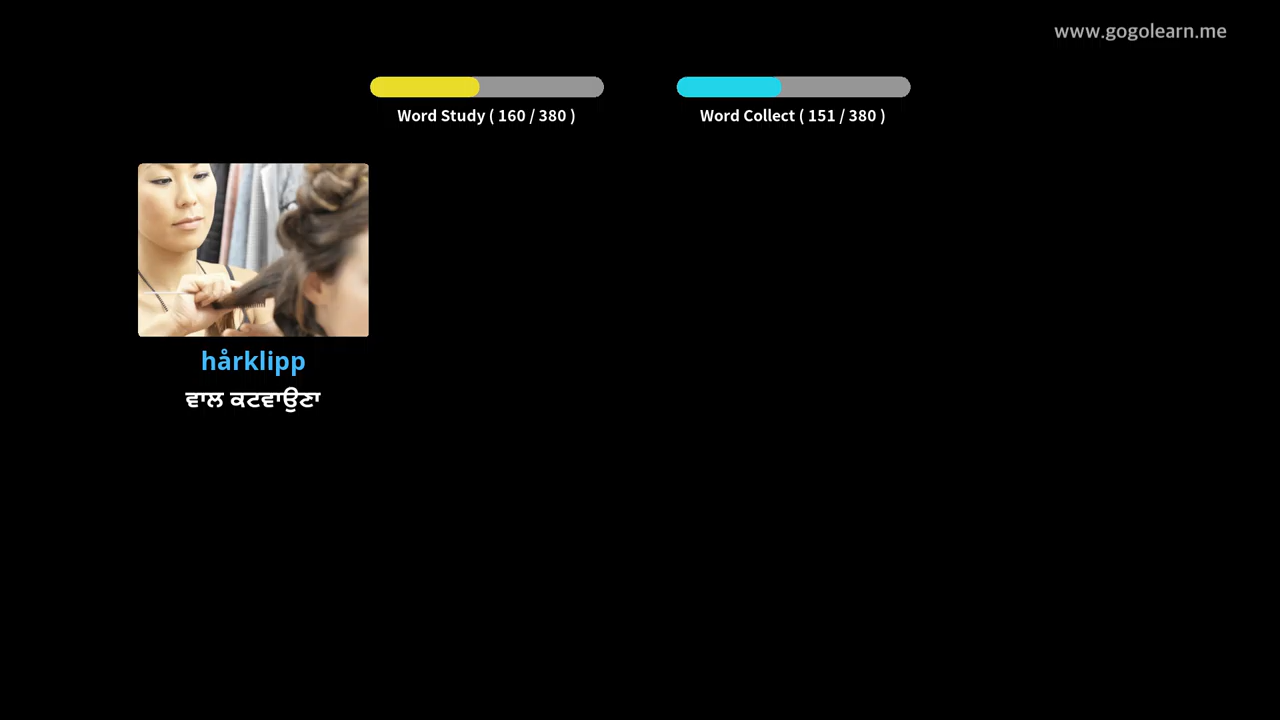 www.gogolearn.me
Word Study ( 160 / 380 )
Word Collect ( 151 / 380 )
hårklipp
ਵਾਲ ਕਟਵਾਉਣਾ